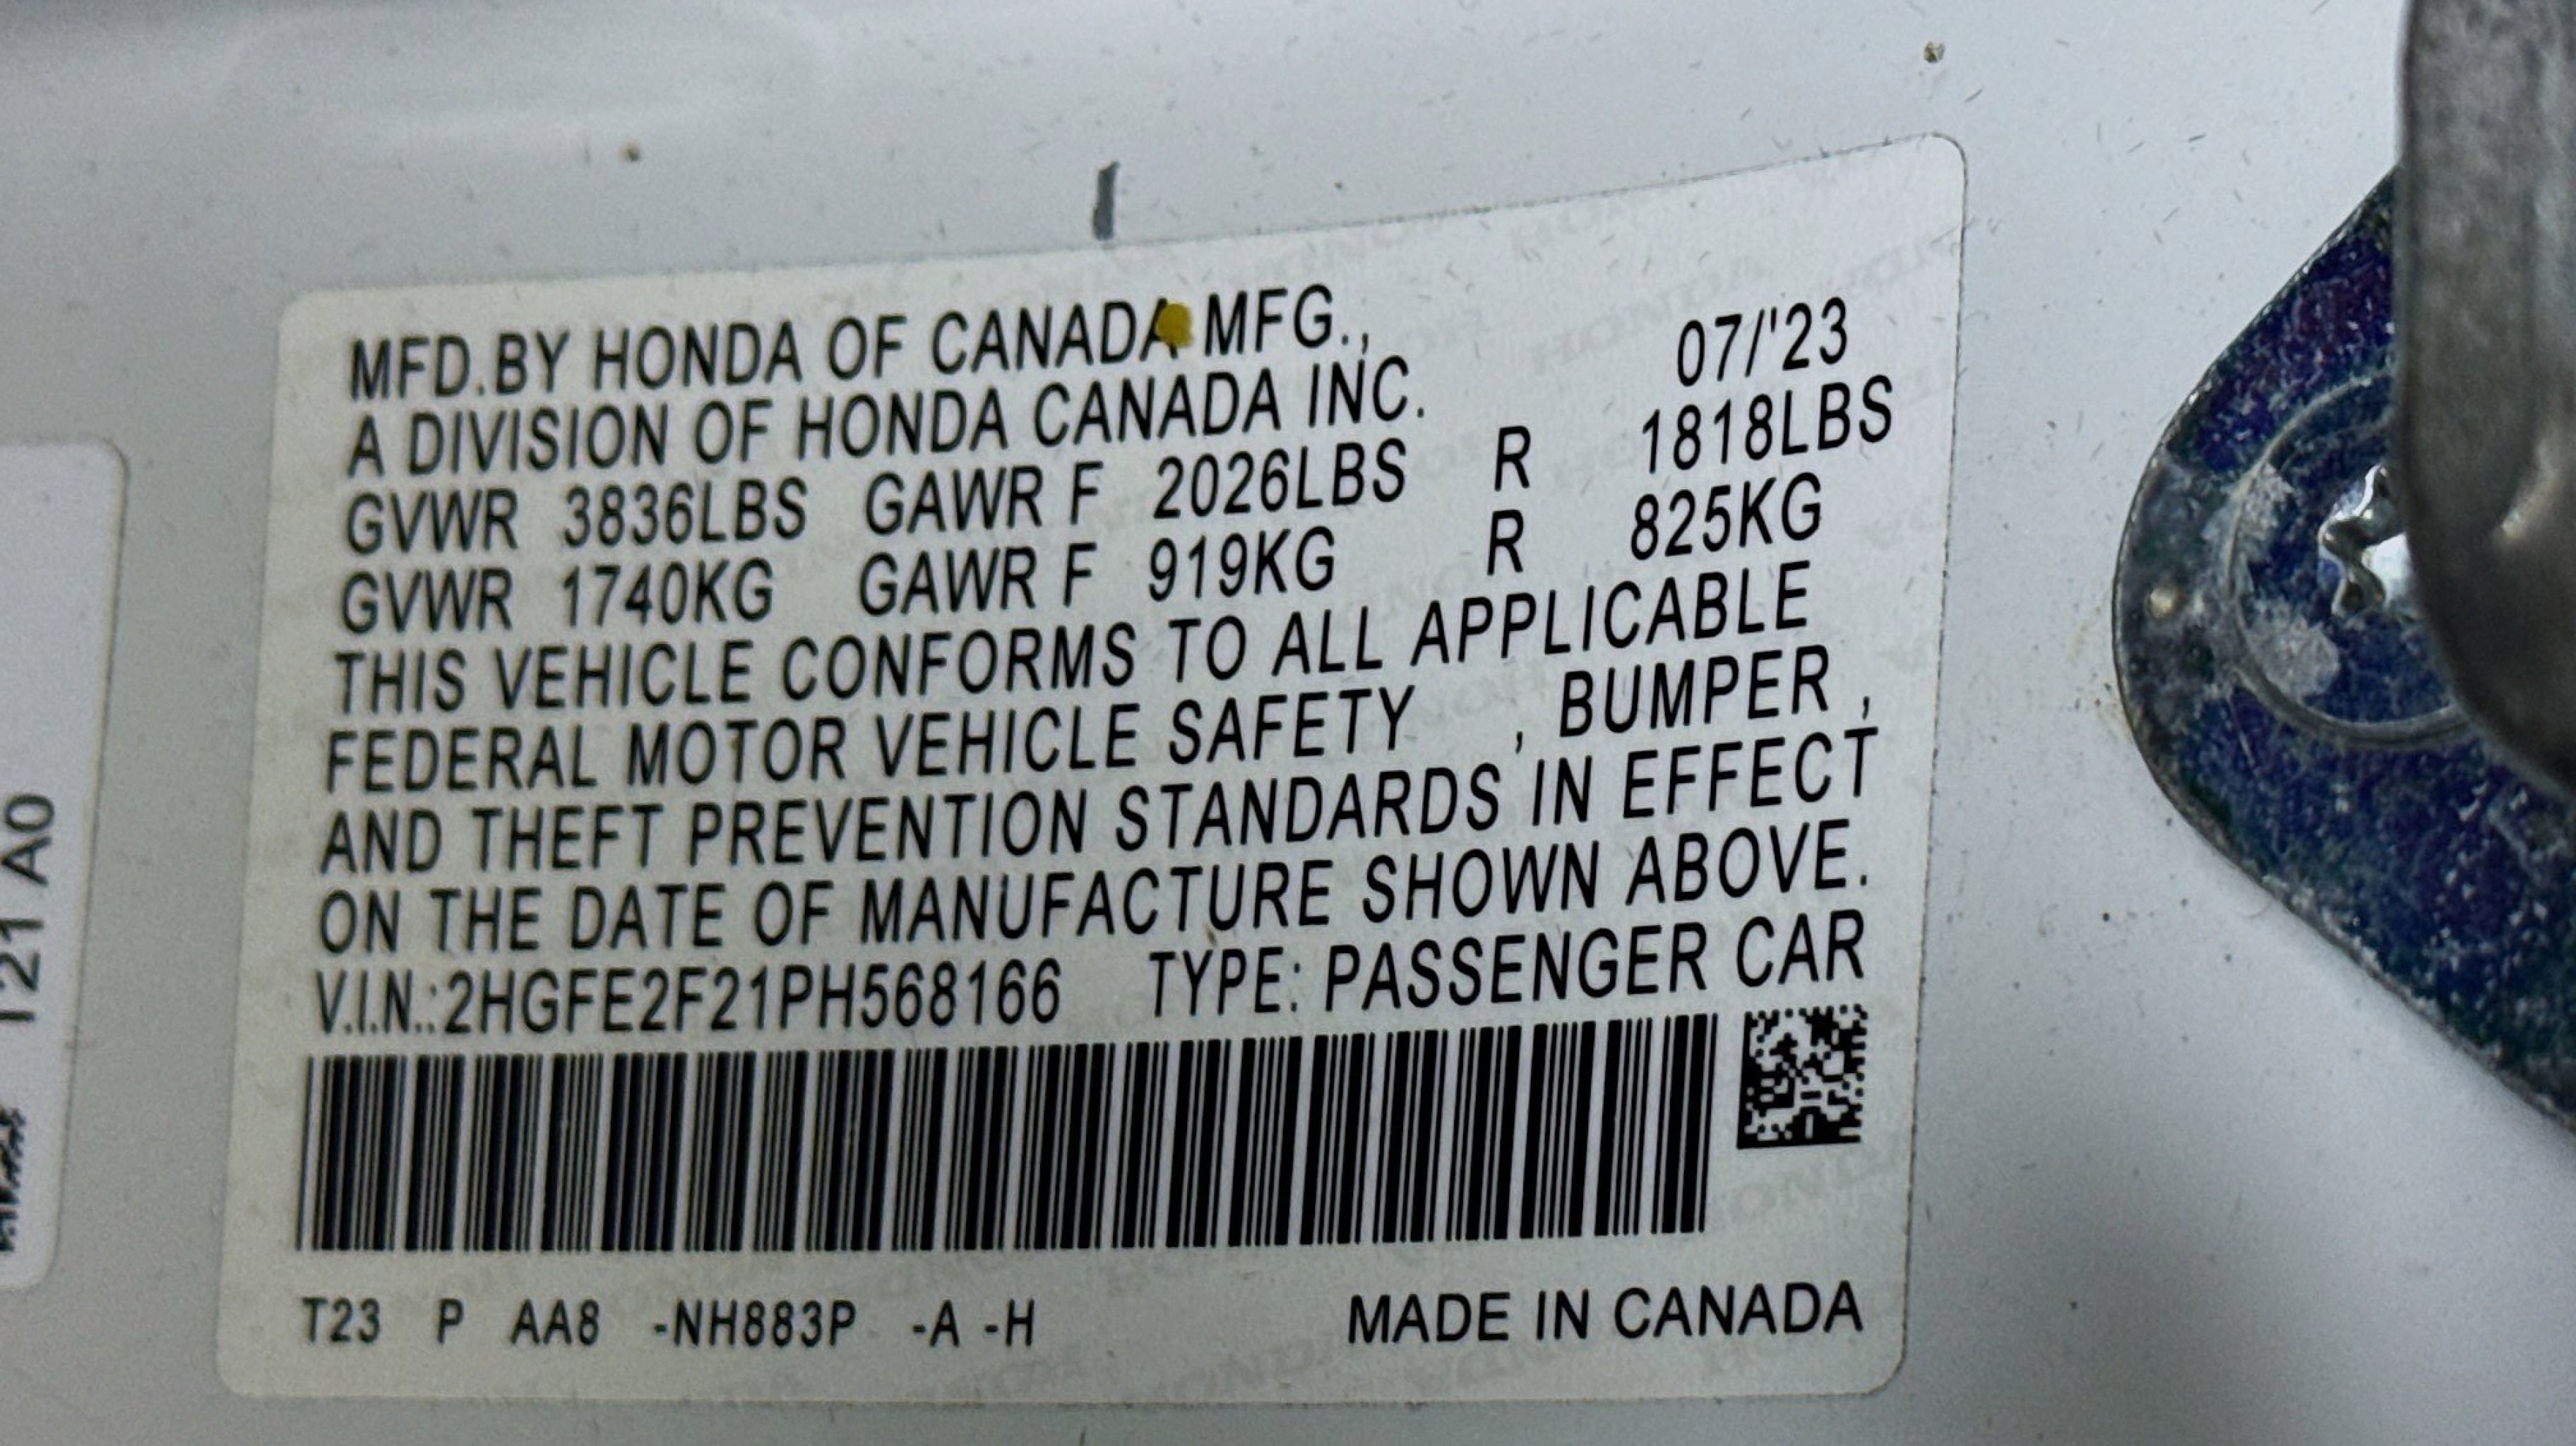 MFD.BY HONDA OF CANADA MFG.,
07/'23
A DIVISION OF HONDA CANADA INC.
GVWR 3836LBS GAWR F 2026LBS R 1818LBS
GVWR 1740KG GAWR F 919KG R 825KG
THIS VEHICLE CONFORMS TO ALL APPLICABLE
FEDERAL MOTOR VEHICLE SAFETY , BUMPER ,
AND THEFT PREVENTION STANDARDS IN EFFECT
ON THE DATE OF MANUFACTURE SHOWN ABOVE.
V.I.N.:2HGFE2F21PH568166 TYPE: PASSENGER CAR
T23 P AA8 -NH883P -A -H MADE IN CANADA
T21 A0